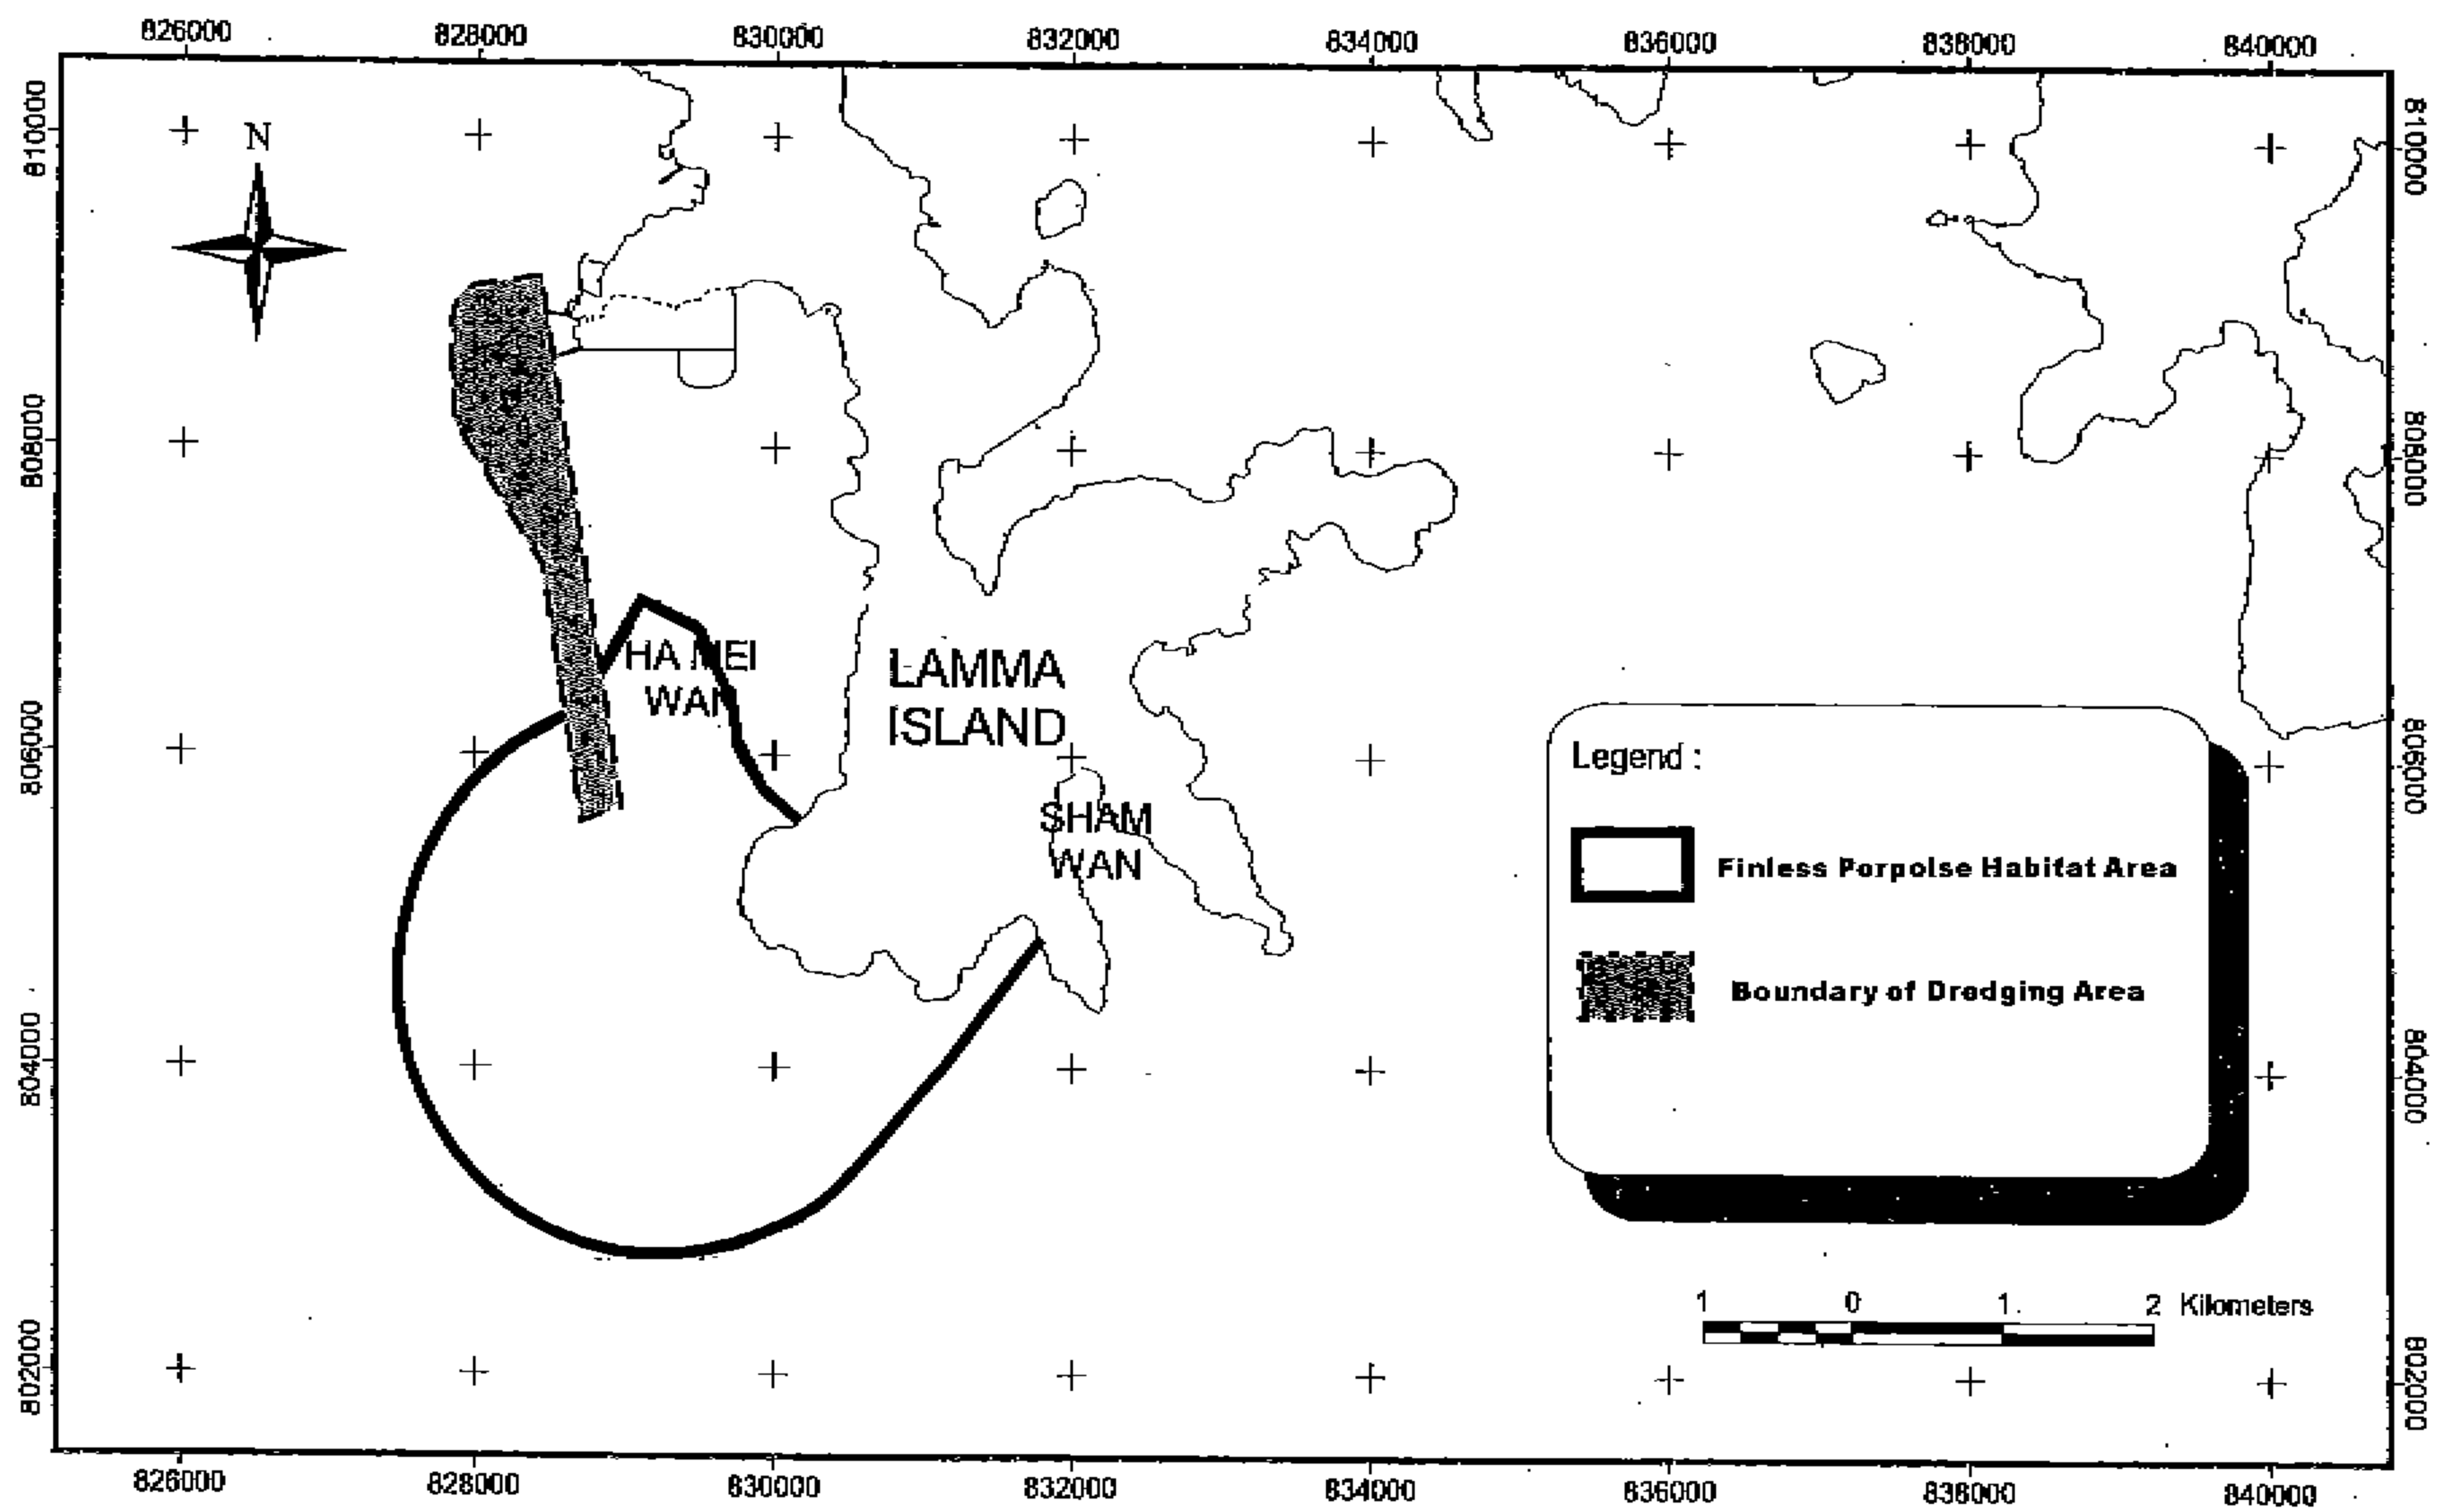 826000 828000 830000 832000 834000 836000 838000 840000
810000
810000
N
808000
808000
HA MEI
WAN
LAMMA
ISLAND
806000
806000
SHAM
WAN
Legend :
Finless Porpoise Habitat Area
Boundary of Dredging Area
804000
804000
1 0 1 2 Kilometers
802000
802000
826000 828000 830000 832000 834000 836000 838000 840000